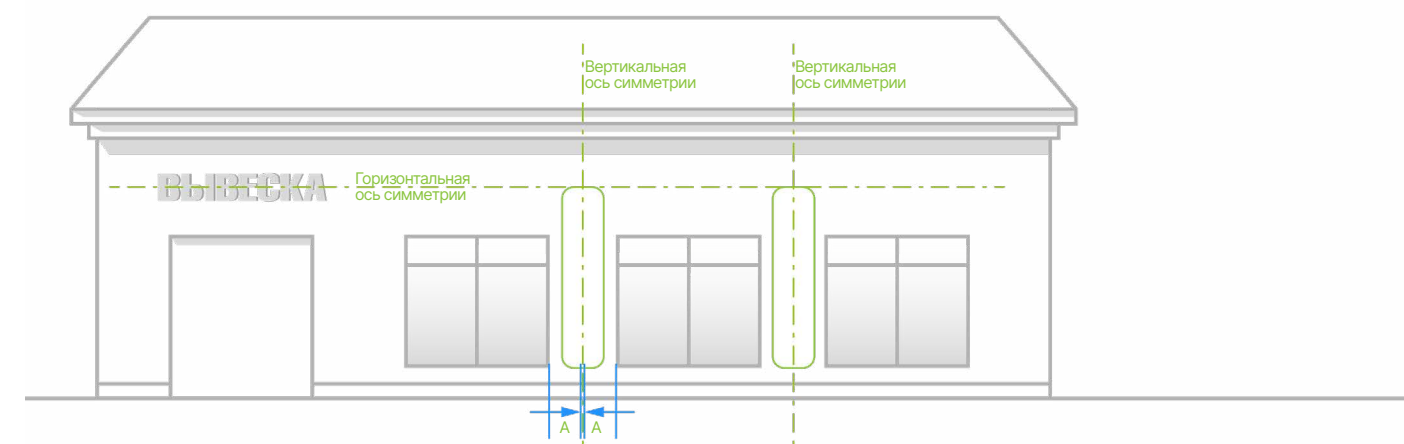 Вертикальная
ось симметрии
Вертикальная
ось симметрии
ВЫВЕСКА
Горизонтальная
ось симметрии
А
А